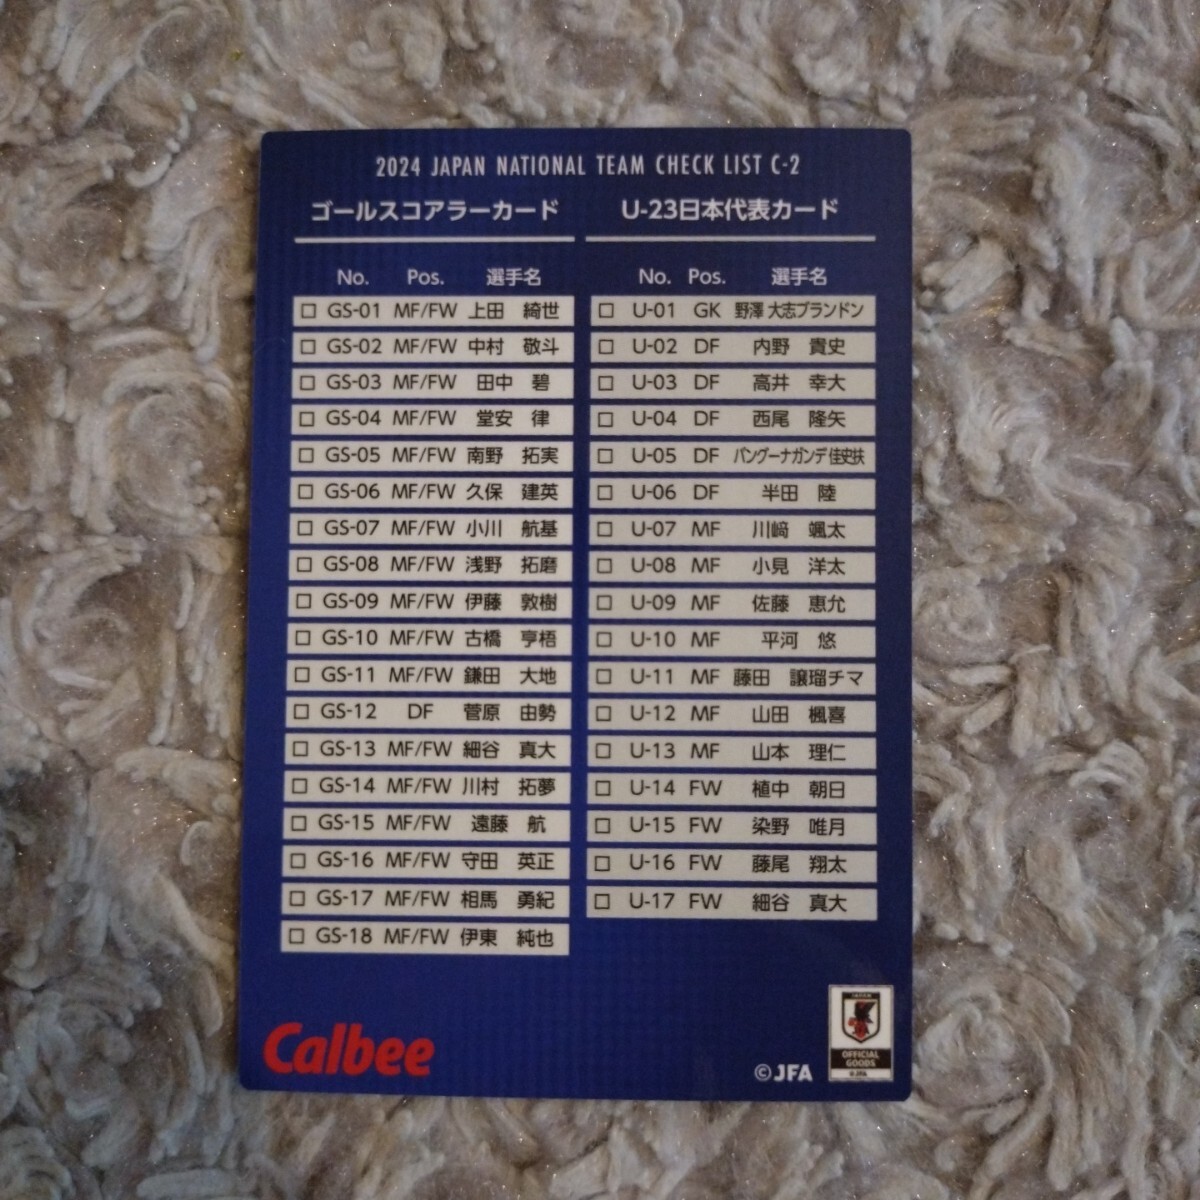 2024 JAPAN NATIONAL TEAM CHECK LIST C-2
ゴールスコアラーカード
No. Pos. 選手名
□ GS-01 MF/FW 上田 綺世
□ GS-02 MF/FW 中村 敬斗
□ GS-03 MF/FW 田中 碧
□ GS-04 MF/FW 堂安 律
□ GS-05 MF/FW 南野 拓実
□ GS-06 MF/FW 久保 建英
□ GS-07 MF/FW 小川 航基
□ GS-08 MF/FW 浅野 拓磨
□ GS-09 MF/FW 伊藤 敦樹
□ GS-10 MF/FW 古橋 亨梧
□ GS-11 MF/FW 鎌田 大地
□ GS-12 DF 菅原 由勢
□ GS-13 MF/FW 細谷 真大
□ GS-14 MF/FW 川村 拓夢
□ GS-15 MF/FW 遠藤 航
□ GS-16 MF/FW 守田 英正
□ GS-17 MF/FW 相馬 勇紀
□ GS-18 MF/FW 伊東 純也
U-23日本代表カード
No. Pos. 選手名
□ U-01 GK 野澤 大志ブランドン
□ U-02 DF 内野 貴史
□ U-03 DF 高井 幸大
□ U-04 DF 西尾 隆矢
□ U-05 DF バングーナガンデ 佳史扶
□ U-06 DF 半田 陸
□ U-07 MF 川﨑 颯太
□ U-08 MF 小見 洋太
□ U-09 MF 佐藤 恵允
□ U-10 MF 平河 悠
□ U-11 MF 藤田 譲瑠チマ
□ U-12 MF 山田 楓喜
□ U-13 MF 山本 理仁
□ U-14 FW 植中 朝日
□ U-15 FW 染野 唯月
□ U-16 FW 藤尾 翔太
□ U-17 FW 細谷 真大
Calbee
©JFA
JAPAN
OFFICIAL
GOODS
©JFA